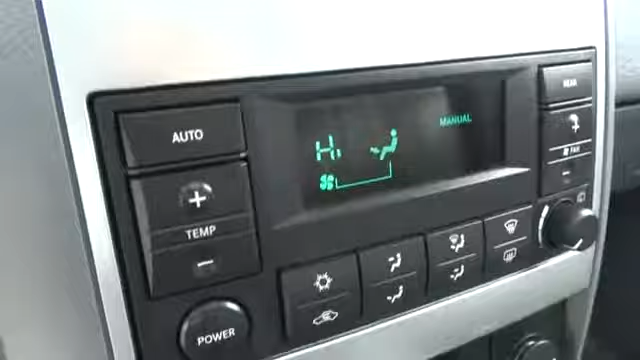 AUTO
Hi
MANUAL
REAR
+
TEMP
−
FAN
−
POWER